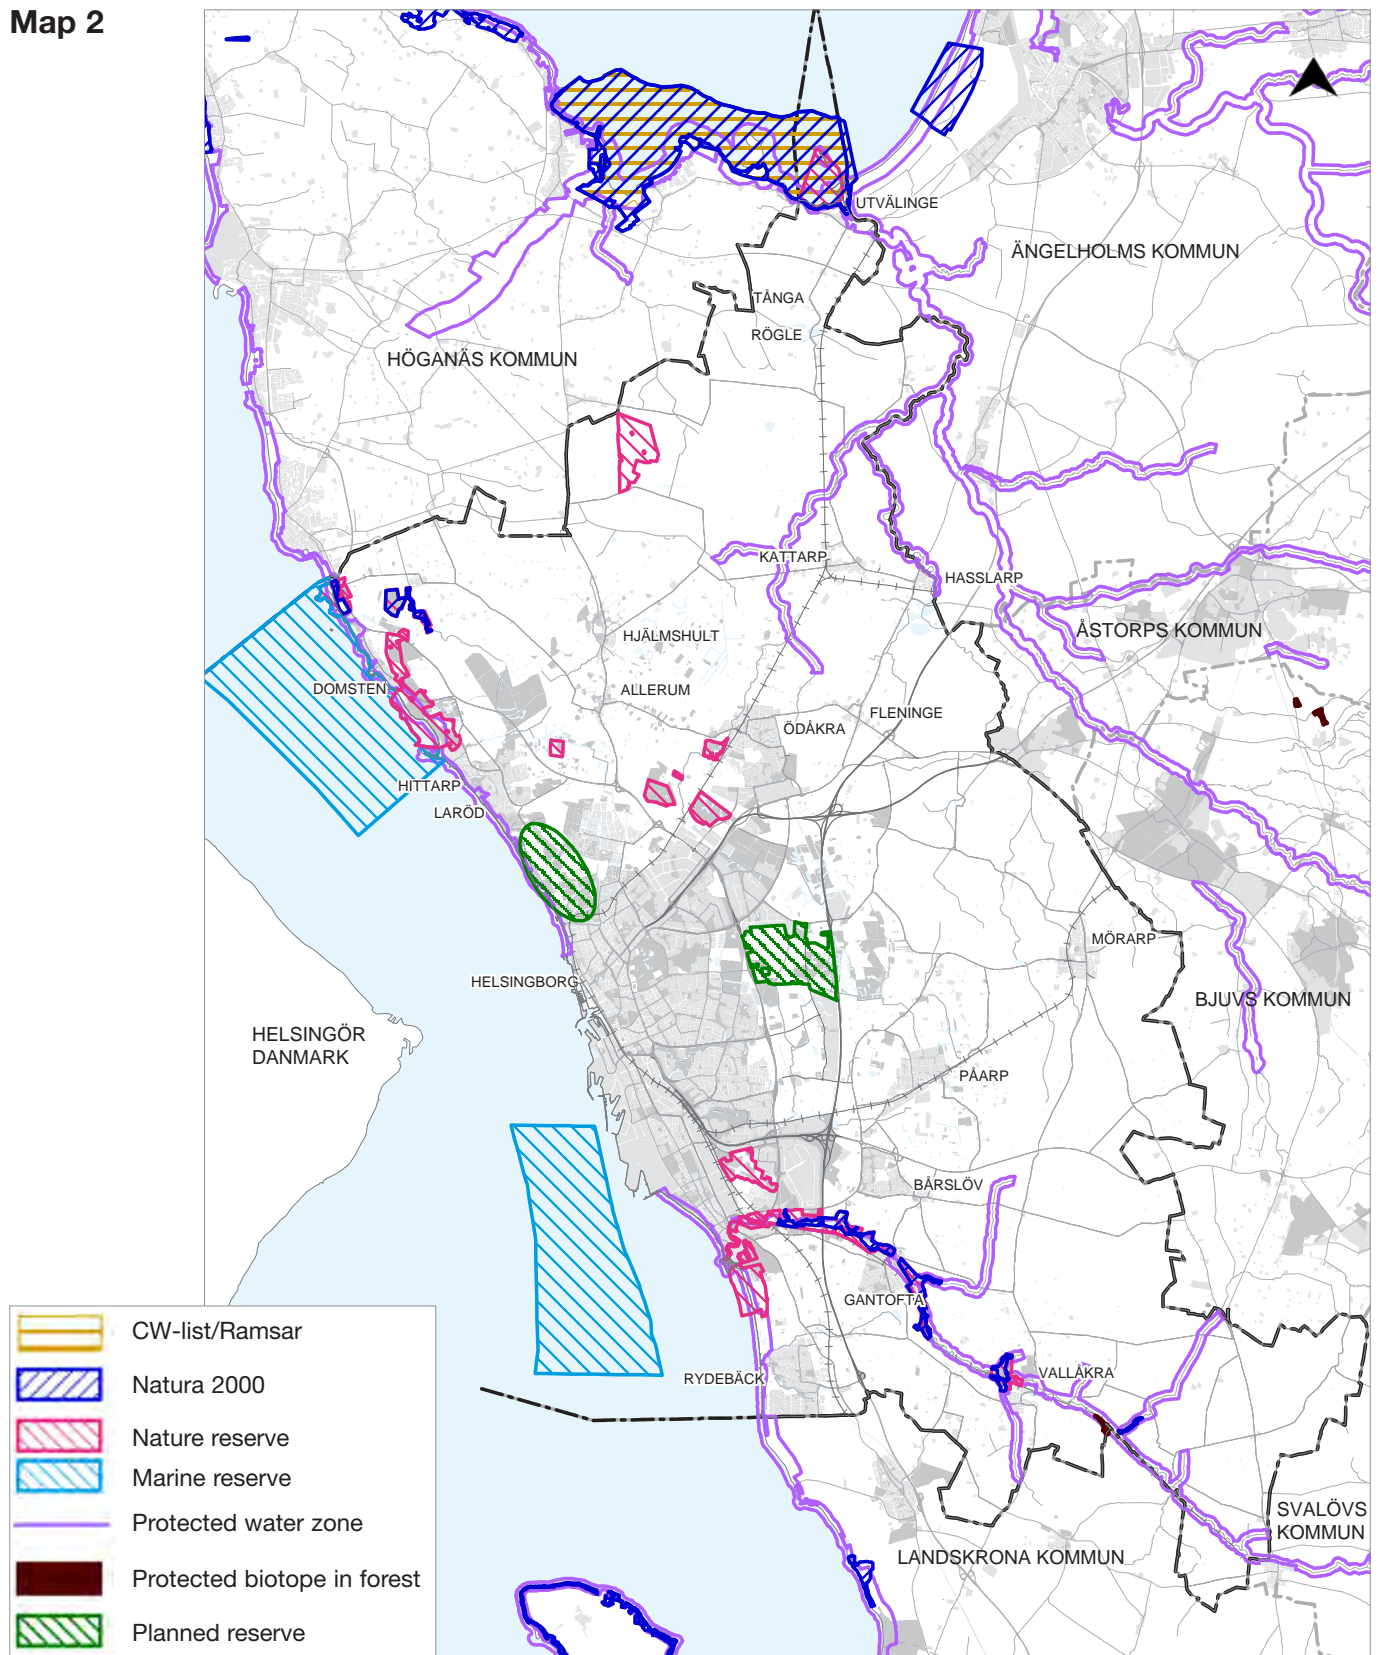 Map 2
UTVÄLINGE
ÄNGELHOLMS KOMMUN
TÅNGA
RÖGLE
HÖGANÄS KOMMUN
KATTARP
HASSLARP
HJÄLMSHULT
ÅSTORPS KOMMUN
DOMSTEN
ALLERUM
FLENINGE
ÖDÅKRA
HITTARP
LARÖD
MÖRARP
HELSINGBORG
BJUVS KOMMUN
HELSINGÖR
DANMARK
PÅARP
BÅRSLÖV
GANTOFTA
RYDEBÄCK
VALLÅKRA
SVALÖVS
KOMMUN
LANDSKRONA KOMMUN
CW-list/Ramsar
Natura 2000
Nature reserve
Marine reserve
Protected water zone
Protected biotope in forest
Planned reserve